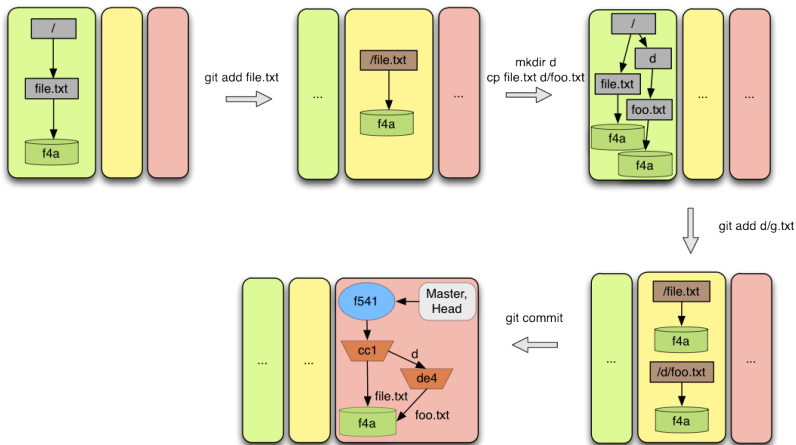 /
file.txt
f4a
git add file.txt
...
/file.txt
f4a
...
mkdir d
cp file.txt d/foo.txt
/
d
file.txt
foo.txt
f4a
f4a
...
...
git add d/g.txt
...
/file.txt
f4a
/d/foo.txt
f4a
...
git commit
...
...
f541
Master,
Head
cc1
d
de4
file.txt
foo.txt
f4a